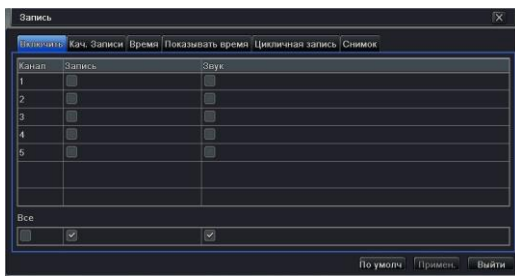 Запись
Включить Кач. Записи Время Показывать время Цикличная запись Снимок
Канал Запись Звук
1
2
3
4
5
Все
По умолч Примен. Выйти